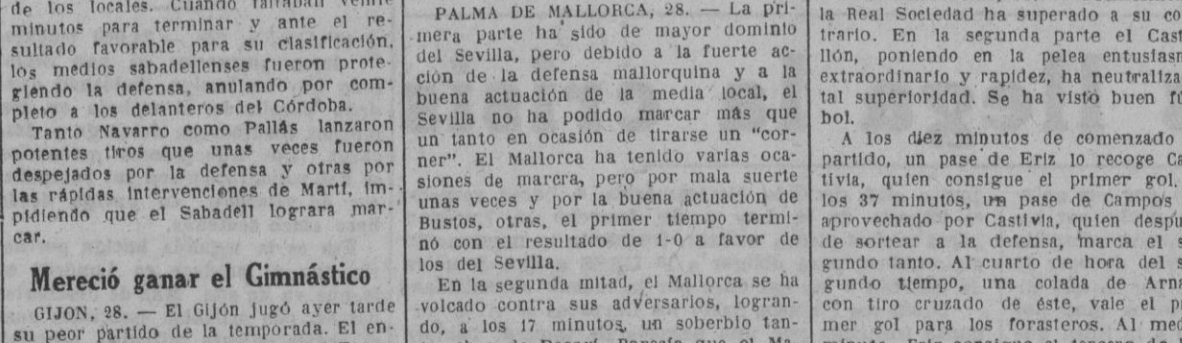 de los locales. Cuando faltaban veinte
minutos para terminar y ante el re-
sultado favorable para su clasificación,
los medios sabadellenses fueron prote-
giendo la defensa, anulando por com-
pleto a los delanteros del Córdoba.
Tanto Navarro como Pallás lanzaron
potentes tiros que unas veces fueron
despejados por la defensa y otras por
las rápidas intervenciones de Martí, im-
pidiendo que el Sabadell lograra mar-
car.
Mereció ganar el Gimnástico
GIJON, 28. — El Gijón jugó ayer tarde
su peor partido de la temporada. El en-
PALMA DE MALLORCA, 28. — La pri-
mera parte ha sido de mayor dominio
del Sevilla, pero debido a la fuerte ac-
ción de la defensa mallorquina y a la
buena actuación de la media local, el
Sevilla no ha podido marcar más que
un tanto en ocasión de tirarse un "cor-
ner". El Mallorca ha tenido varias oca-
siones de marcra, pero por mala suerte
unas veces y por la buena actuación de
Bustos, otras, el primer tiempo termi-
nó con el resultado de 1-0 a favor de
los del Sevilla.
En la segunda mitad, el Mallorca se ha
volcado contra sus adversarios, logran-
do, a los 17 minutos, un soberbio tan-
que el Ma-
la Real Sociedad ha superado a su co
trario. En la segunda parte el Cast
llón, poniendo en la pelea entusiasm
extraordinario y rapidez, ha neutraliza
tal superioridad. Se ha visto buen fú
bol.
A los diez minutos de comenzado
partido, un pase de Eriz lo recoge Ca
tivia, quien consigue el primer gol.
los 37 minutos, un pase de Campos
aprovechado por Castivia, quien despu
de sortear a la defensa, marca el s
gundo tanto. Al cuarto de hora del s
gundo tiempo, una colada de Arna
con tiro cruzado de éste, vale el p
mer gol para los forasteros. Al med